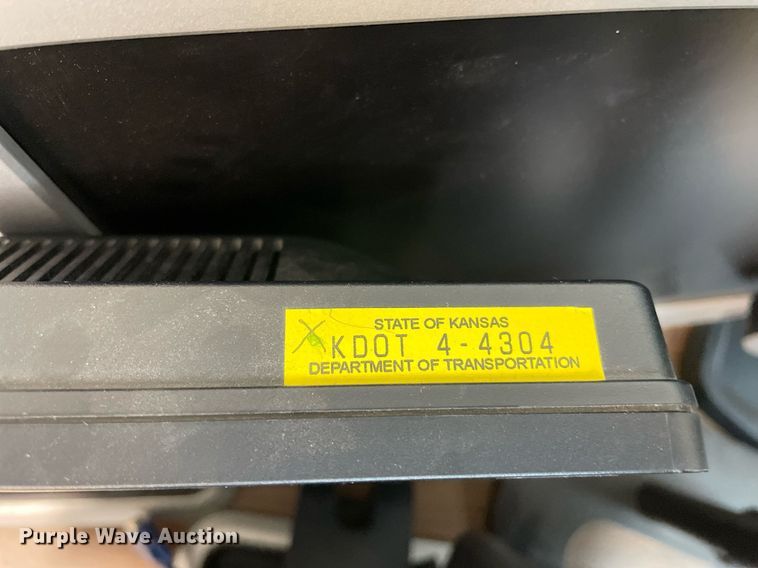 STATE OF KANSAS
KDOT 4-4304
DEPARTMENT OF TRANSPORTATION
Purple Wave Auction®